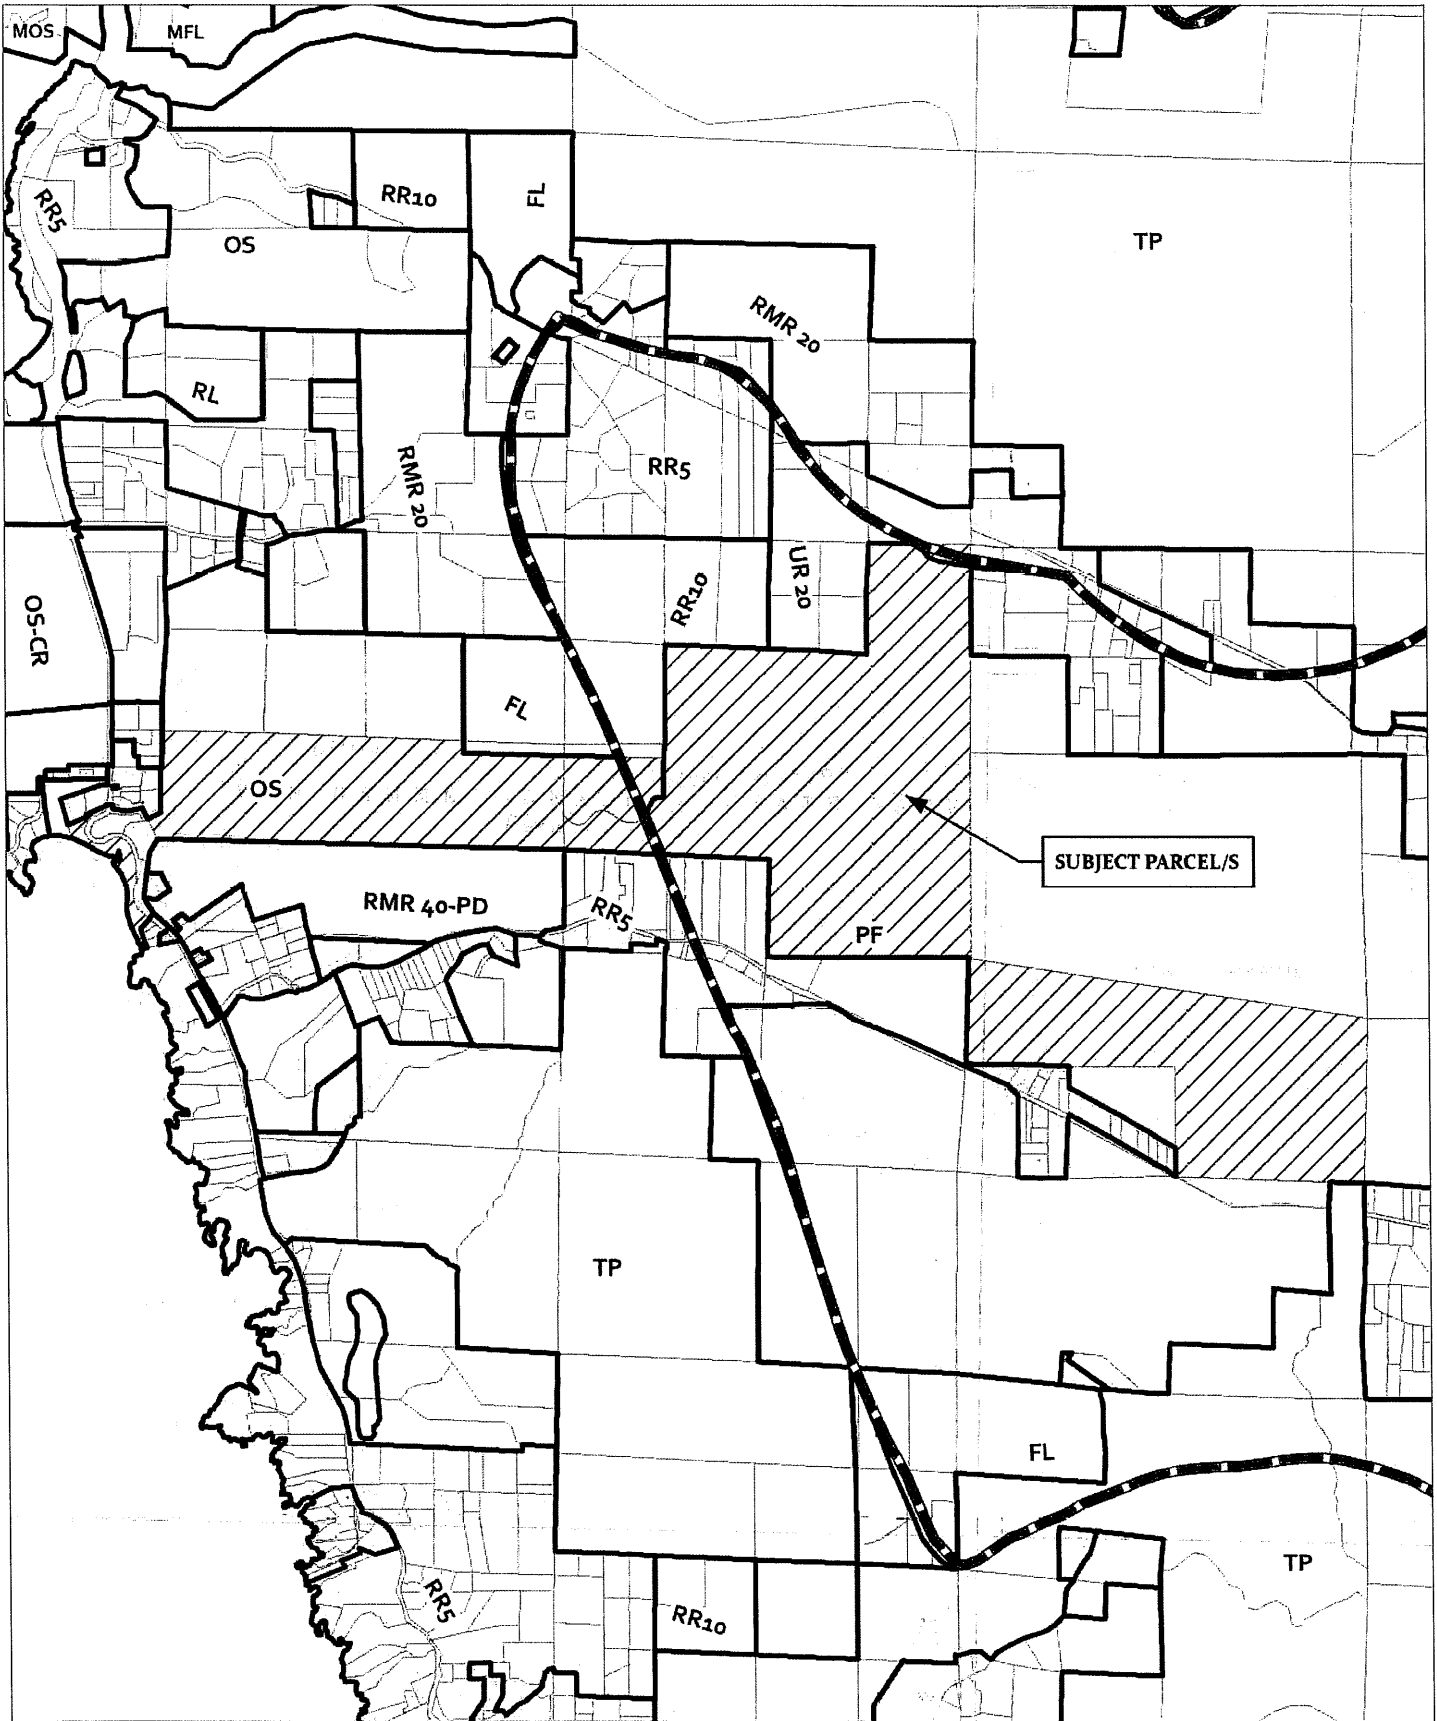 MOS
MFL
RR5
OS
RR10
FL
TP
RMR 20
RL
RMR 20
RR5
UR 20
RR10
OS-CR
FL
OS
SUBJECT PARCEL/S
RMR 40-PD
RR5
PF
TP
FL
TP
RR5
RR10